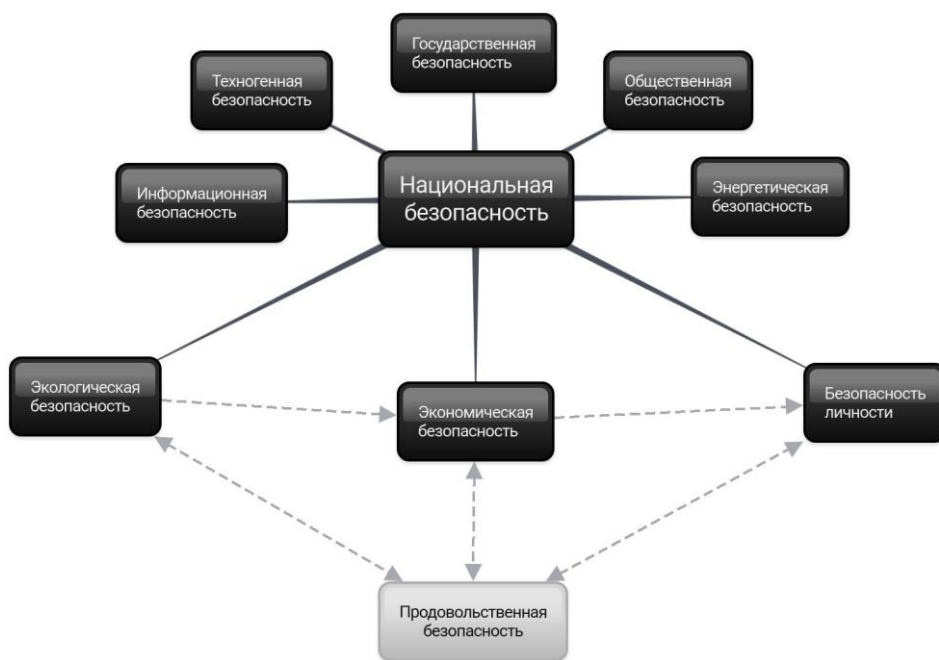 Государственная
безопасность
Техногенная
безопасность
Общественная
безопасность
Информационная
безопасность
Национальная
безопасность
Энергетическая
безопасность
Экологическая
безопасность
Экономическая
безопасность
Безопасность
личности
Продовольственная
безопасность